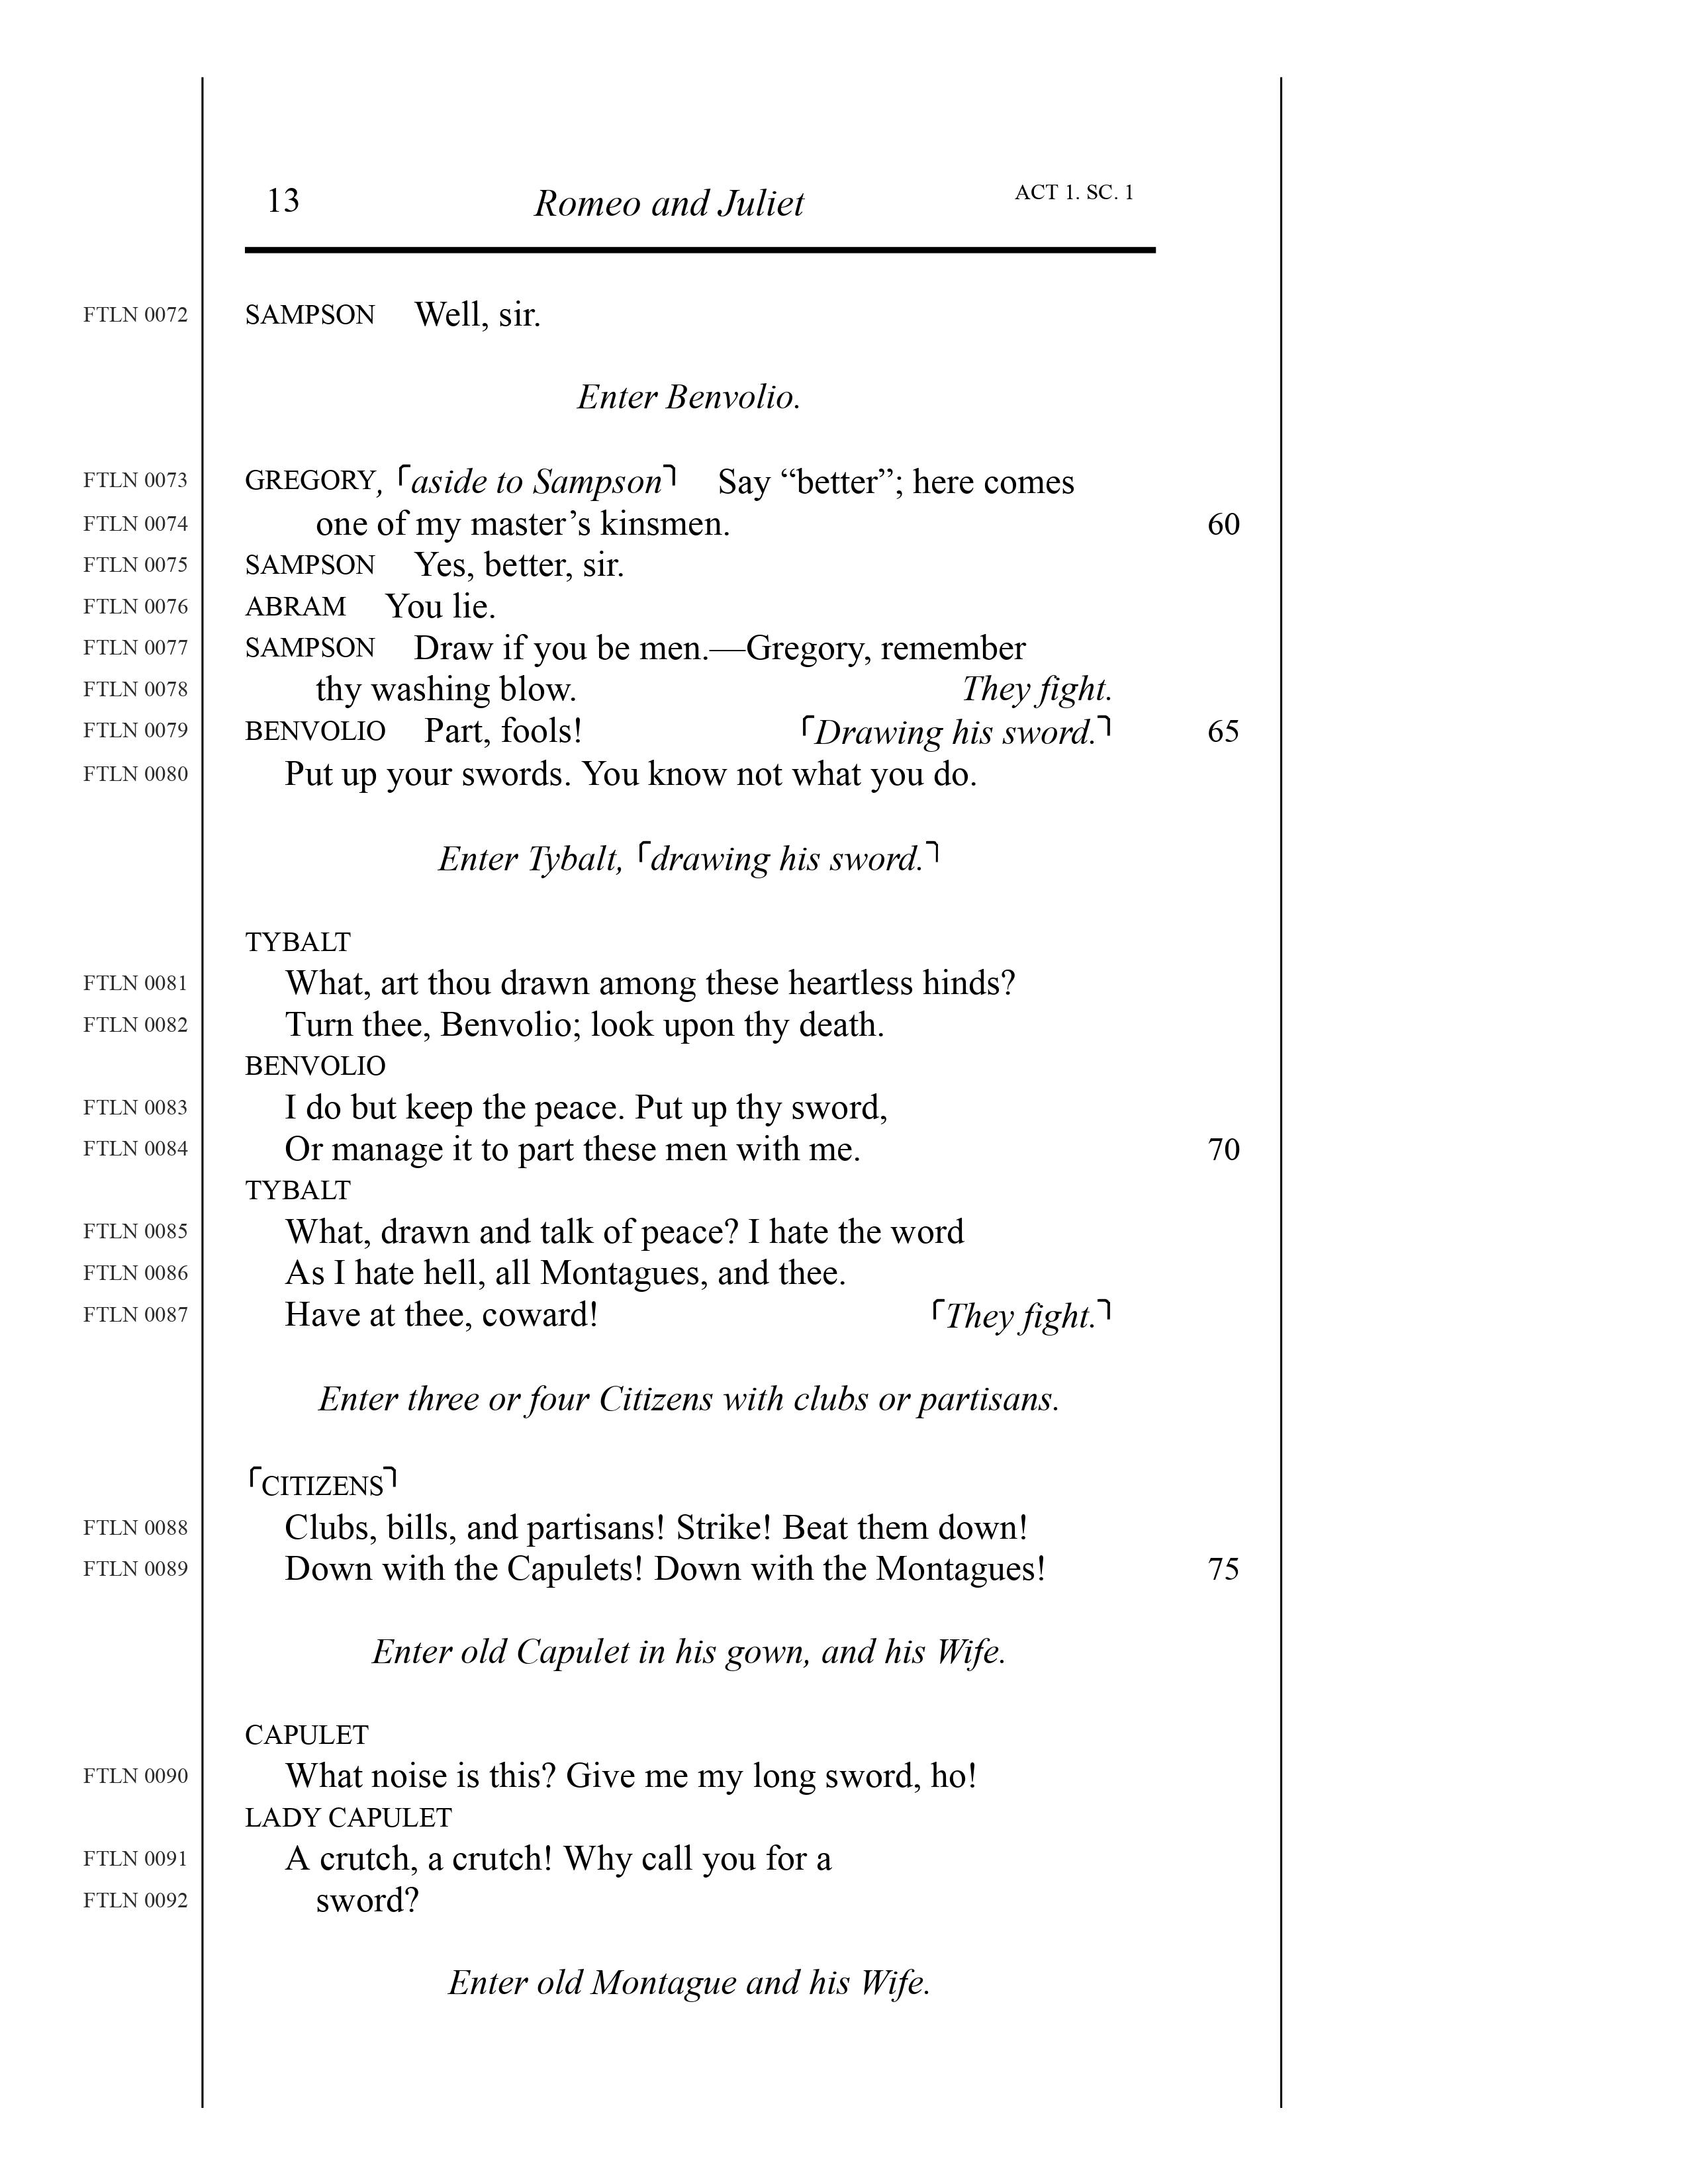 13 Romeo and Juliet ACT 1. SC. 1
FTLN 0072 SAMPSON Well, sir.
Enter Benvolio.
FTLN 0073 GREGORY, ⌜aside to Sampson⌝ Say “better”; here comes
FTLN 0074 one of my master’s kinsmen. 60
FTLN 0075 SAMPSON Yes, better, sir.
FTLN 0076 ABRAM You lie.
FTLN 0077 SAMPSON Draw if you be men.—Gregory, remember
FTLN 0078 thy washing blow. They fight.
FTLN 0079 BENVOLIO Part, fools! ⌜Drawing his sword.⌝ 65
FTLN 0080 Put up your swords. You know not what you do.
Enter Tybalt, ⌜drawing his sword.⌝
TYBALT
FTLN 0081 What, art thou drawn among these heartless hinds?
FTLN 0082 Turn thee, Benvolio; look upon thy death.
BENVOLIO
FTLN 0083 I do but keep the peace. Put up thy sword,
FTLN 0084 Or manage it to part these men with me. 70
TYBALT
FTLN 0085 What, drawn and talk of peace? I hate the word
FTLN 0086 As I hate hell, all Montagues, and thee.
FTLN 0087 Have at thee, coward! ⌜They fight.⌝
Enter three or four Citizens with clubs or partisans.
⌜CITIZENS⌝
FTLN 0088 Clubs, bills, and partisans! Strike! Beat them down!
FTLN 0089 Down with the Capulets! Down with the Montagues! 75
Enter old Capulet in his gown, and his Wife.
CAPULET
FTLN 0090 What noise is this? Give me my long sword, ho!
LADY CAPULET
FTLN 0091 A crutch, a crutch! Why call you for a
FTLN 0092 sword?
Enter old Montague and his Wife.